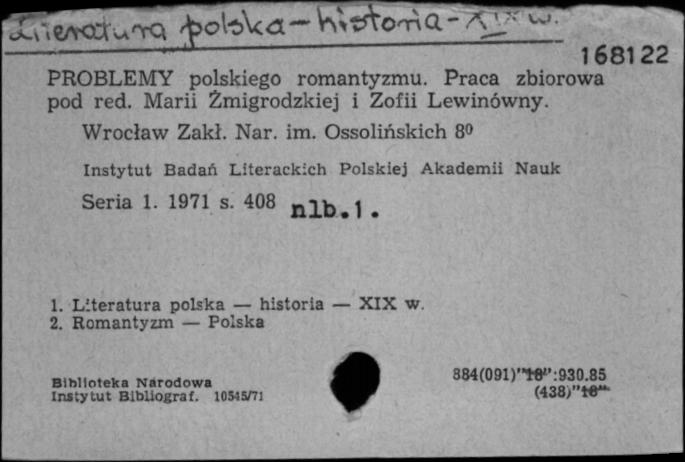 Literatura polska - historia - XIX w.
168122
PROBLEMY polskiego romantyzmu. Praca zbiorowa
pod red. Marii Żmigrodzkiej i Zofii Lewinówny.
Wrocław Zakł. Nar. im. Ossolińskich 8⁰
Instytut Badań Literackich Polskiej Akademii Nauk
Seria 1. 1971 s. 408 nlb.1.
1. Literatura polska — historia — XIX w.
2. Romantyzm — Polska
884(091)"18":930.85
(438)"18"
Biblioteka Narodowa
Instytut Bibliograf. 10545/71